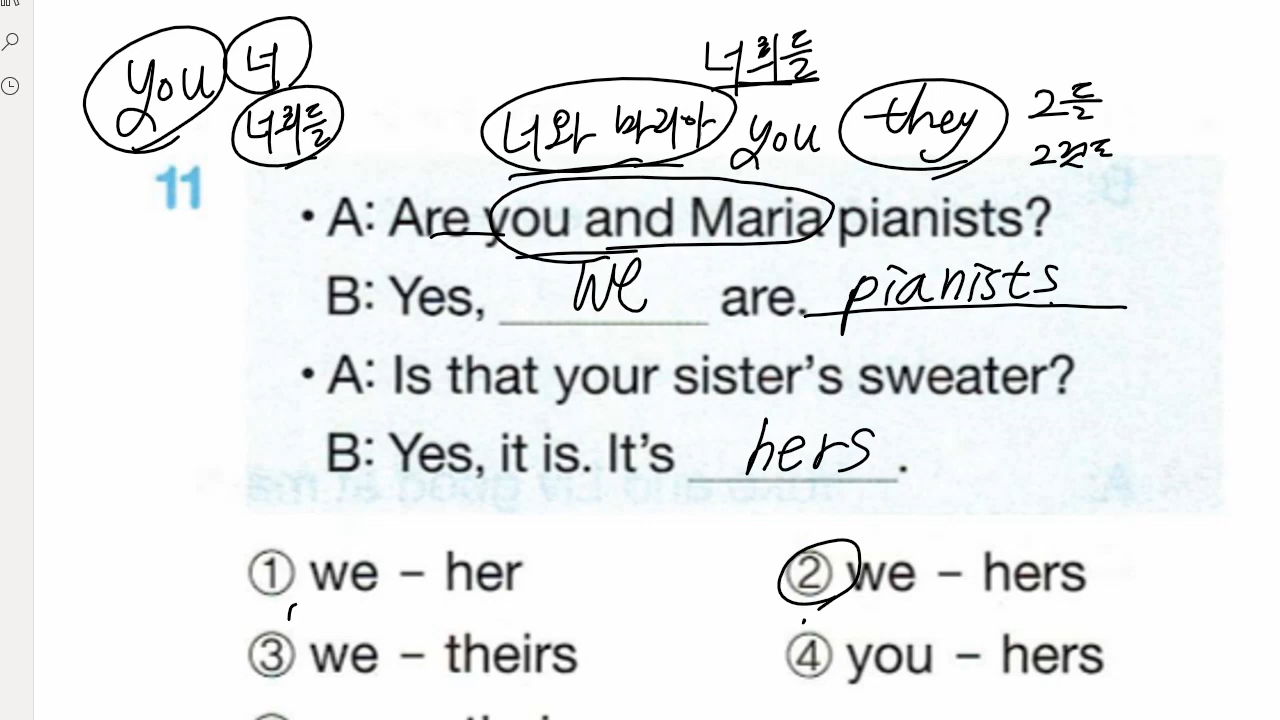 you 너
너희들
너희들
너와 마리아 you they 그들
그것들
11
• A: Are you and Maria pianists?
B: Yes, we are. pianists
• A: Is that your sister's sweater?
B: Yes, it is. It's hers.
① we – her ② we – hers
③ we – theirs ④ you – hers